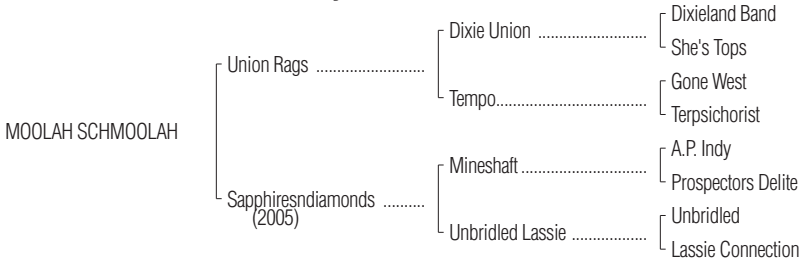 Dixieland Band
Dixie Union ..........................
She's Tops
Union Rags ..........................
Gone West
Tempo....................................
Terpsichorist
MOOLAH SCHMOOLAH
A.P. Indy
Mineshaft ..............................
Prospectors Delite
Sapphiresndiamonds ..........
(2005)
Unbridled
Unbridled Lassie ..................
Lassie Connection